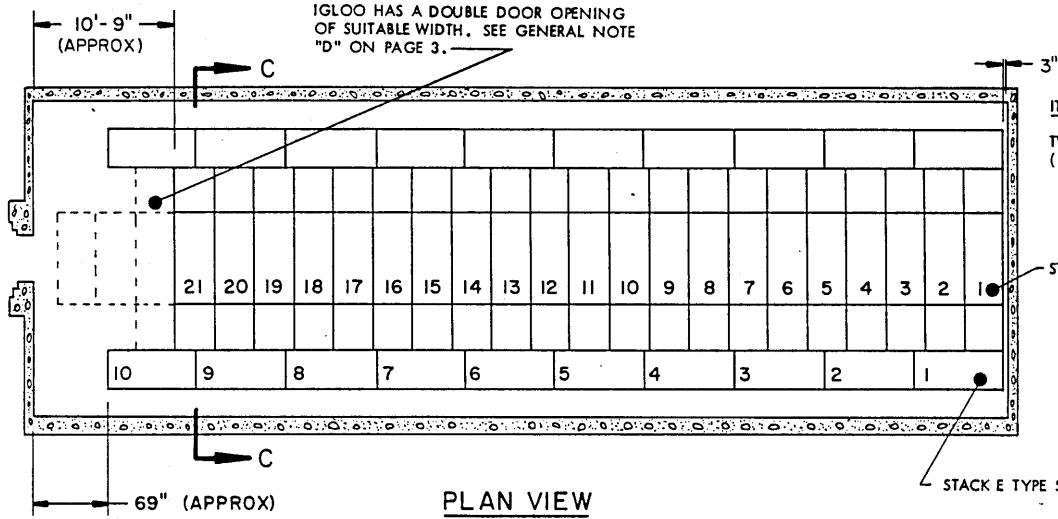 IGLOO HAS A DOUBLE DOOR OPENING
OF SUITABLE WIDTH. SEE GENERAL NOTE
"D" ON PAGE 3.
10'-9"
(APPROX)
C
3"
21 20 19 18 17 16 15 14 13 12 11 10 9 8 7 6 5 4 3 2 1
10 9 8 7 6 5 4 3 2 1
C
69" (APPROX)
PLAN VIEW
STACK E TYPE S